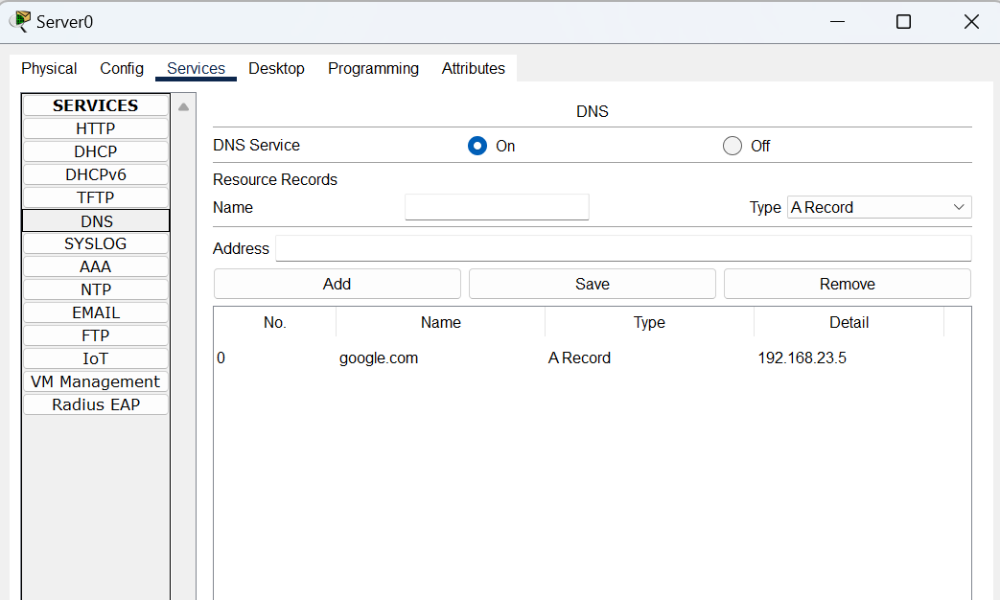 Server0
Physical Config Services Desktop Programming Attributes
SERVICES
HTTP
DHCP
DHCPv6
TFTP
DNS
SYSLOG
AAA
NTP
EMAIL
FTP
IoT
VM Management
Radius EAP
DNS
DNS Service On Off
Resource Records
Name Type A Record
Address
Add Save Remove
No. Name Type Detail
0 google.com A Record 192.168.23.5